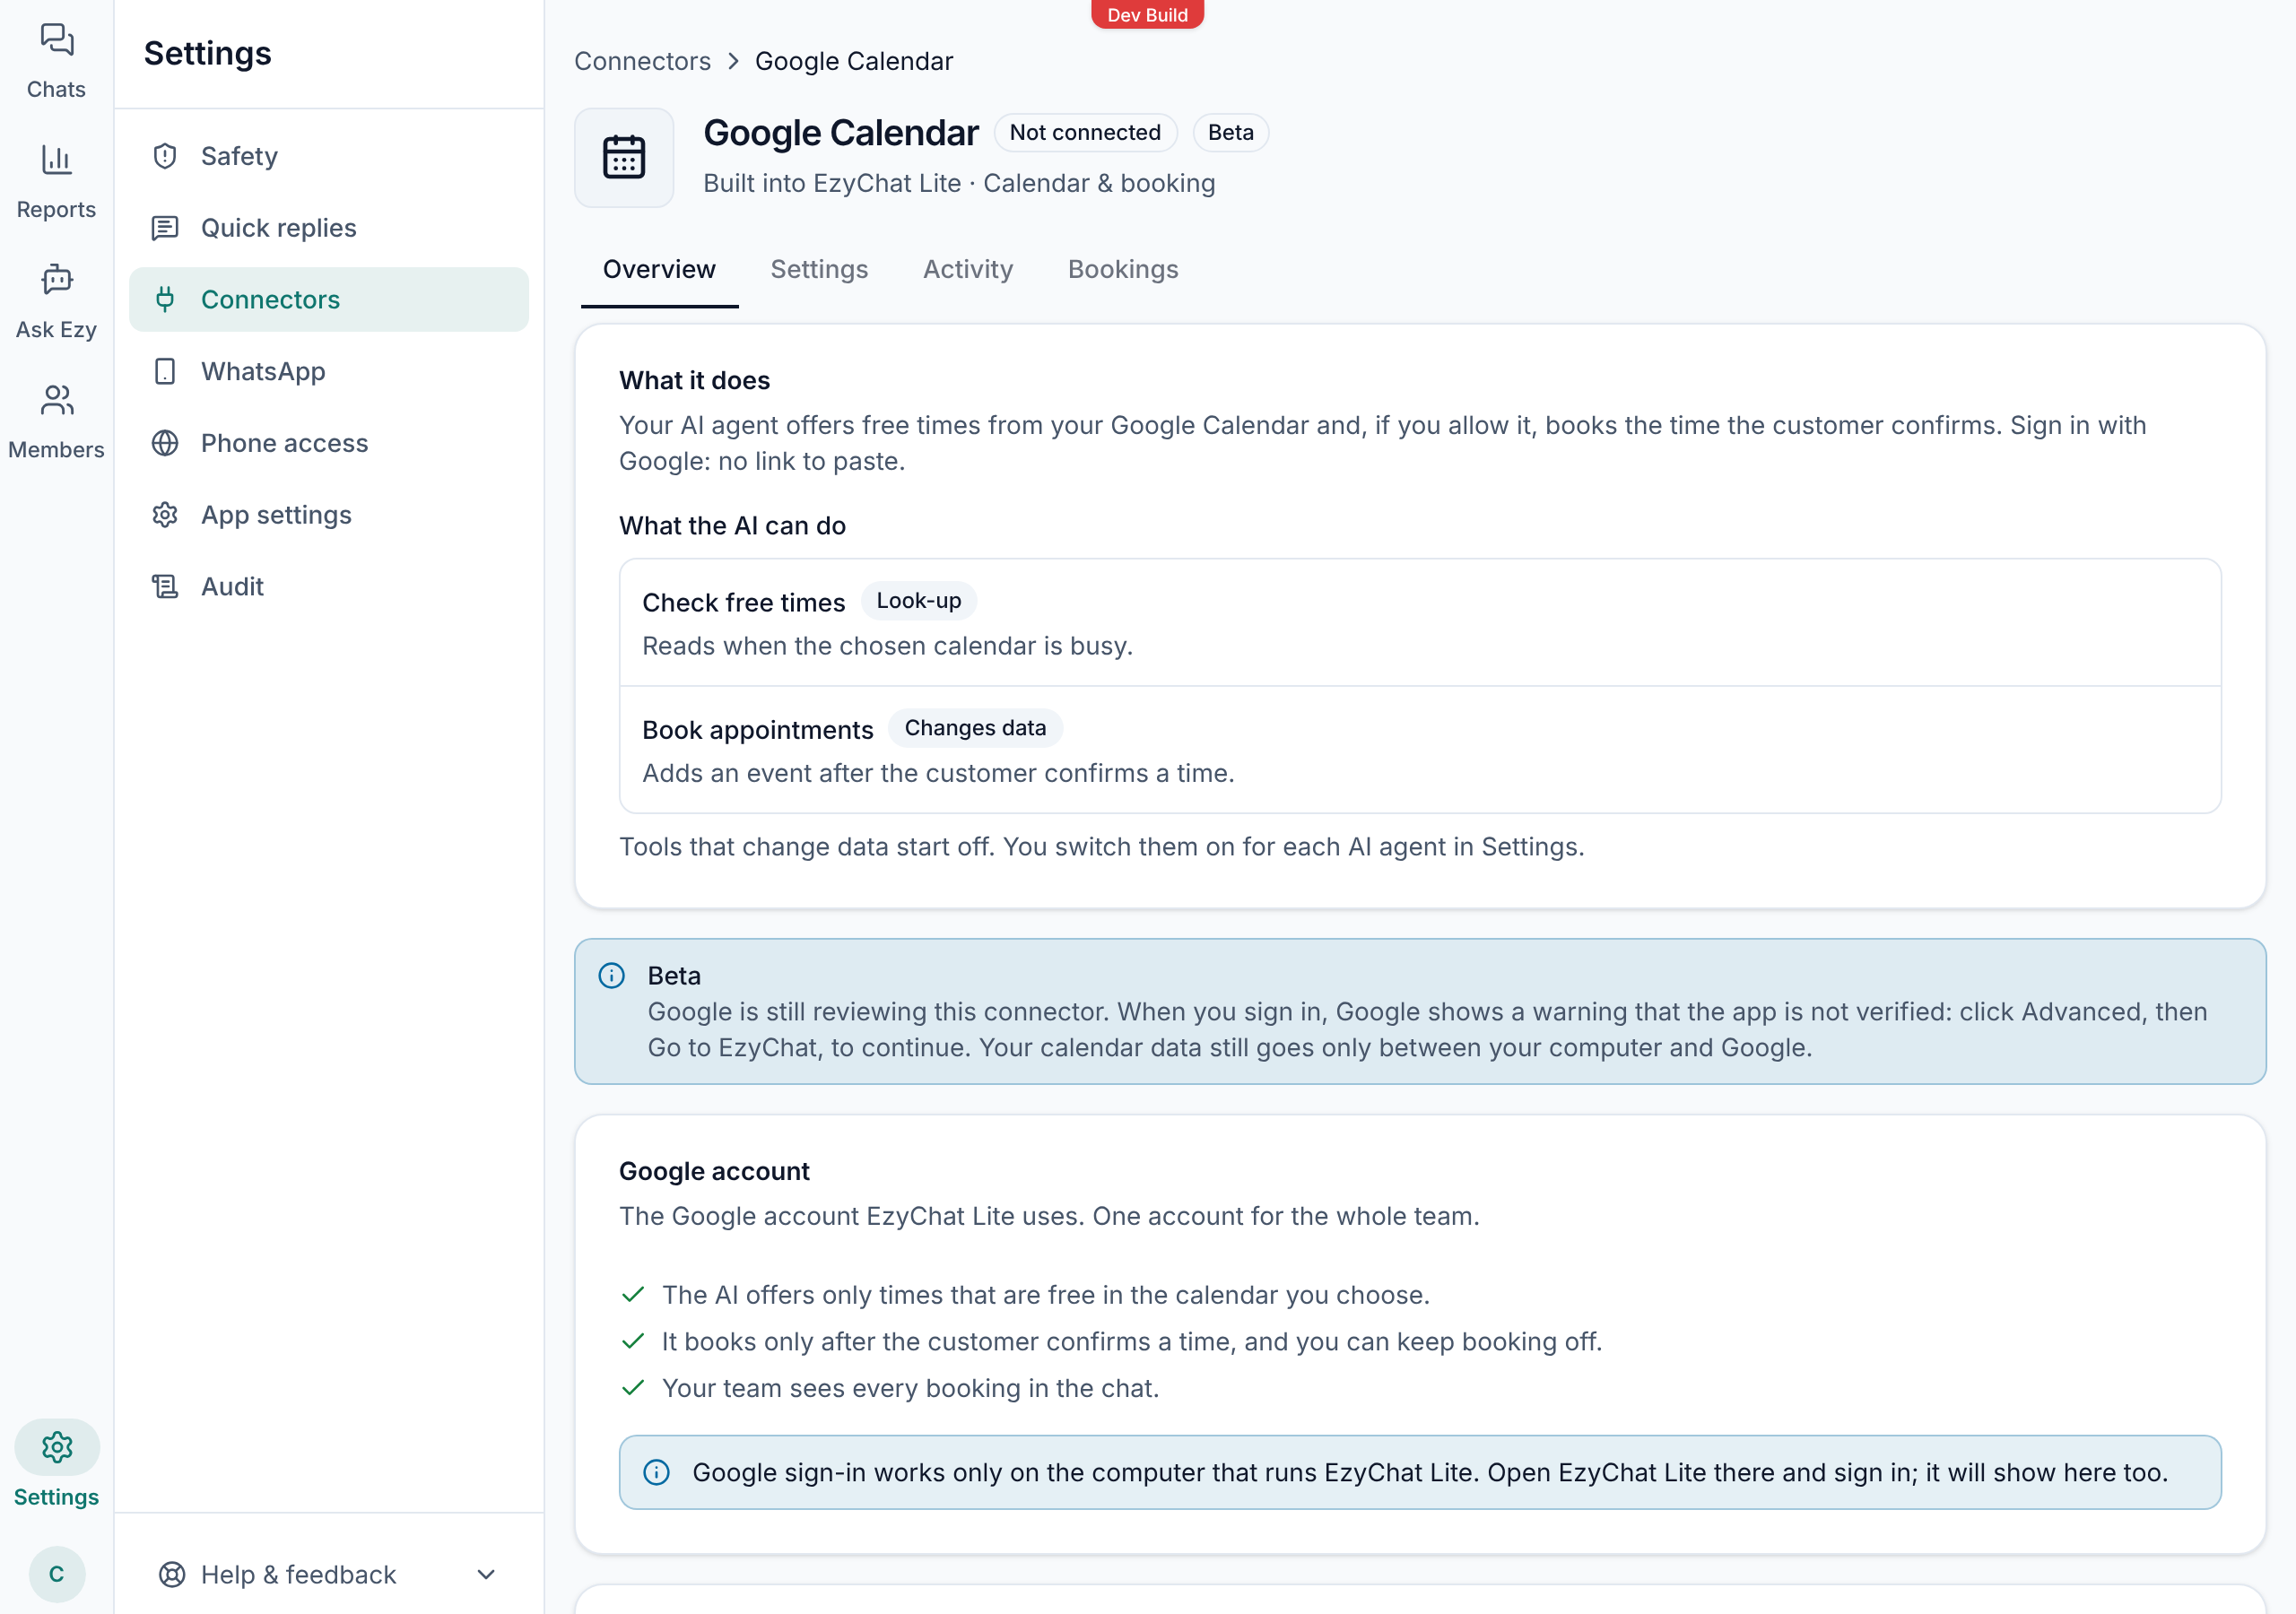 Dev Build
Chats
Reports
Ask Ezy
Members
Settings
C
Settings
Safety
Quick replies
Connectors
WhatsApp
Phone access
App settings
Audit
Help & feedback
Connectors > Google Calendar
Google Calendar Not connected Beta
Built into EzyChat Lite · Calendar & booking
Overview Settings Activity Bookings
What it does
Your AI agent offers free times from your Google Calendar and, if you allow it, books the time the customer confirms. Sign in with
Google: no link to paste.
What the AI can do
Check free times Look-up
Reads when the chosen calendar is busy.
Book appointments Changes data
Adds an event after the customer confirms a time.
Tools that change data start off. You switch them on for each AI agent in Settings.
Beta
Google is still reviewing this connector. When you sign in, Google shows a warning that the app is not verified: click Advanced, then
Go to EzyChat, to continue. Your calendar data still goes only between your computer and Google.
Google account
The Google account EzyChat Lite uses. One account for the whole team.
The AI offers only times that are free in the calendar you choose.
It books only after the customer confirms a time, and you can keep booking off.
Your team sees every booking in the chat.
Google sign-in works only on the computer that runs EzyChat Lite. Open EzyChat Lite there and sign in; it will show here too.